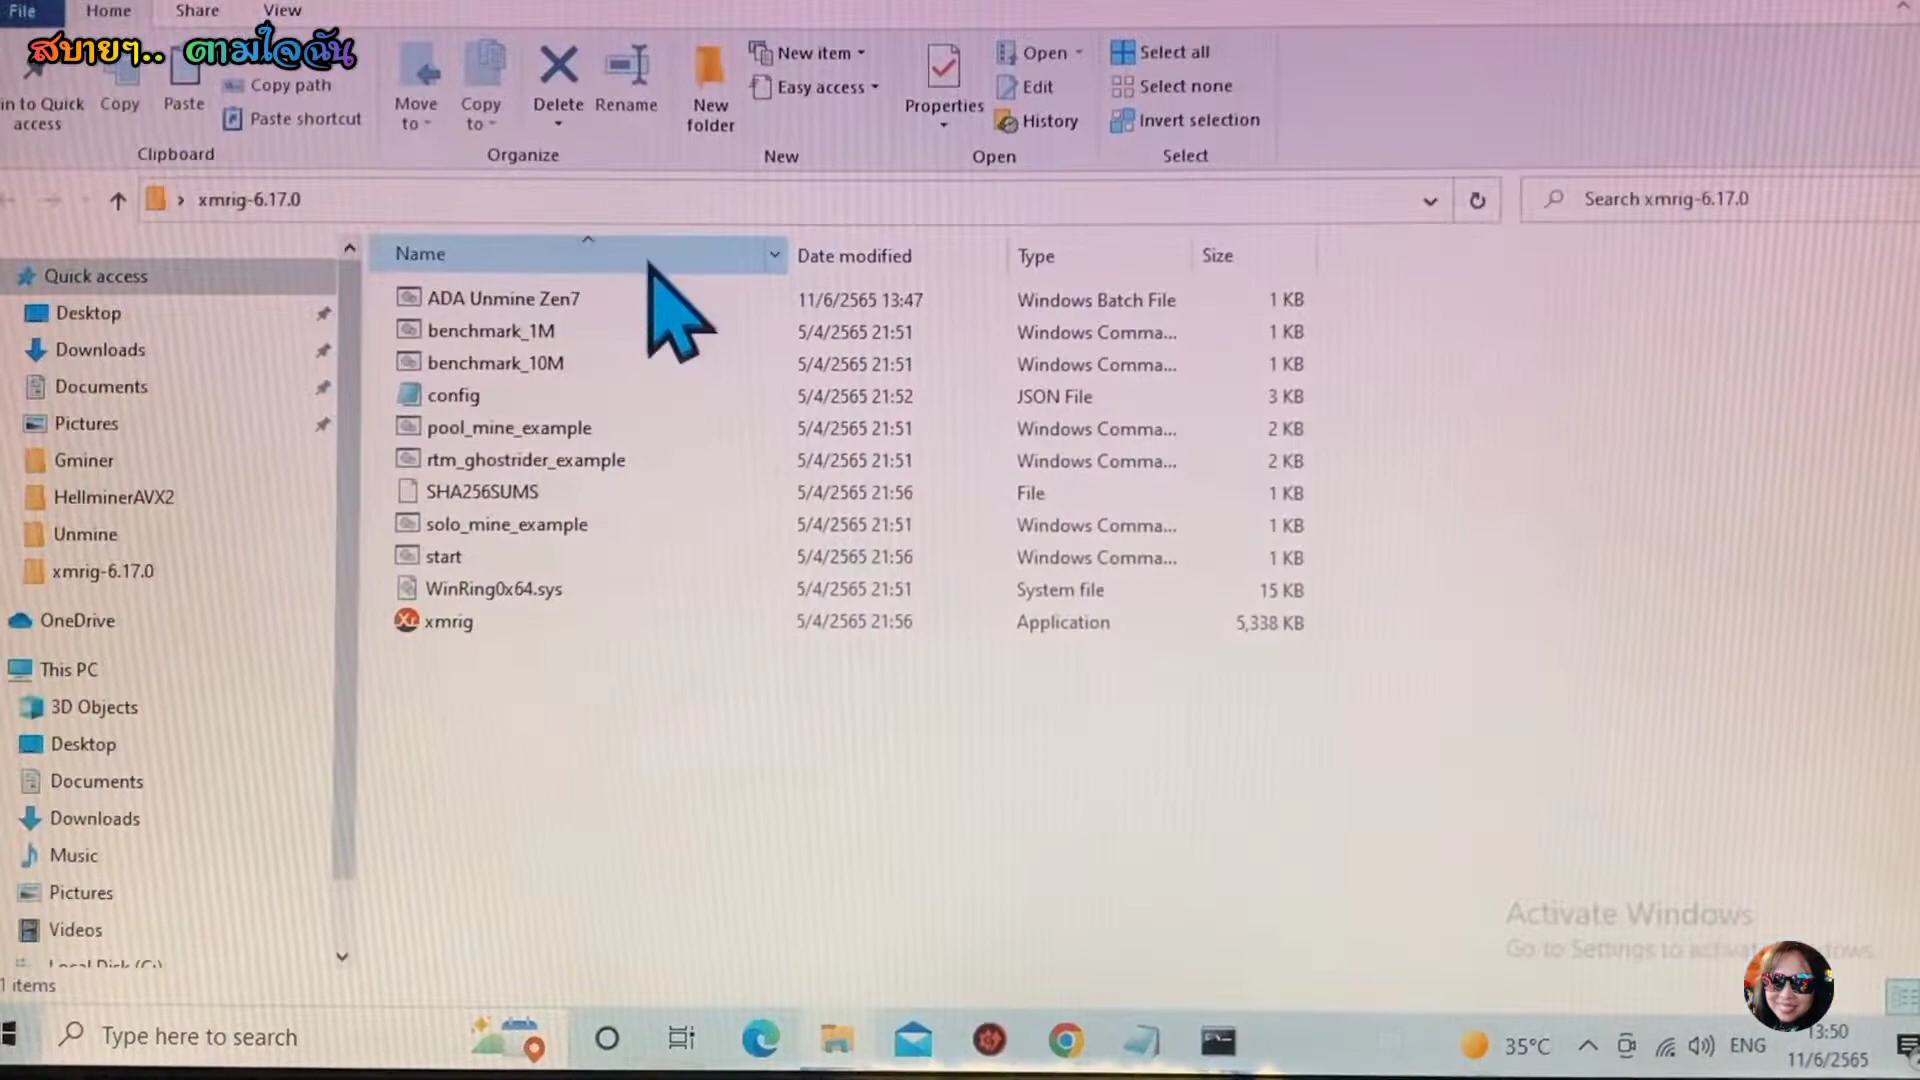 File Home Share View
สบายๆ.. ตามใจฉัน
in to Quick access
Copy
Paste
Copy path
Paste shortcut
Clipboard
Move to
Copy to
Delete
Rename
Organize
New folder
New item
Easy access
New
Properties
Open
Edit
History
Open
Select all
Select none
Invert selection
Select
xmrig-6.17.0
Search xmrig-6.17.0
Quick access
Desktop
Downloads
Documents
Pictures
Gminer
HellminerAVX2
Unmine
xmrig-6.17.0
OneDrive
This PC
3D Objects
Desktop
Documents
Downloads
Music
Pictures
Videos
Local Disk (C:)
1 items
Name Date modified Type Size
ADA Unmine Zen7 11/6/2565 13:47 Windows Batch File 1 KB
benchmark_1M 5/4/2565 21:51 Windows Comma... 1 KB
benchmark_10M 5/4/2565 21:51 Windows Comma... 1 KB
config 5/4/2565 21:52 JSON File 3 KB
pool_mine_example 5/4/2565 21:51 Windows Comma... 2 KB
rtm_ghostrider_example 5/4/2565 21:51 Windows Comma... 2 KB
SHA256SUMS 5/4/2565 21:56 File 1 KB
solo_mine_example 5/4/2565 21:51 Windows Comma... 1 KB
start 5/4/2565 21:56 Windows Comma... 1 KB
WinRing0x64.sys 5/4/2565 21:51 System file 15 KB
xmrig 5/4/2565 21:56 Application 5,338 KB
Activate Windows
Go to Settings to activate
Type here to search
35°C ENG
13:50
11/6/2565